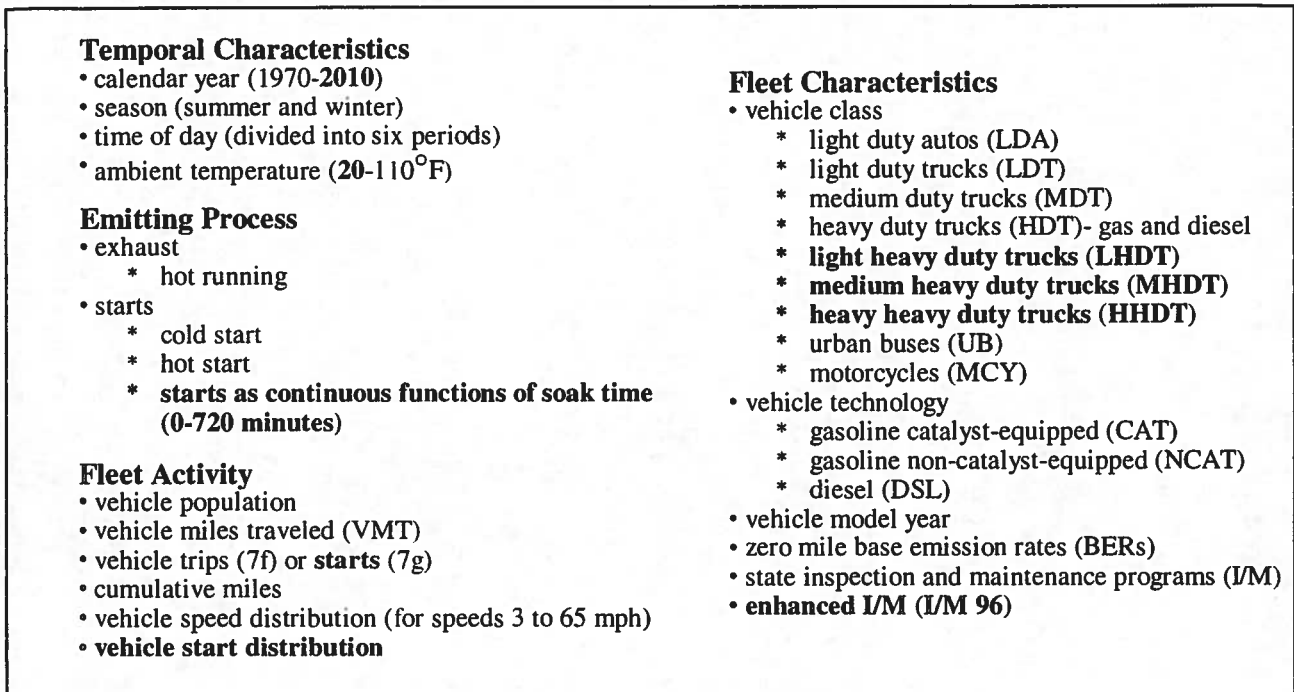 Temporal Characteristics
• calendar year (1970-2010)
• season (summer and winter)
• time of day (divided into six periods)
• ambient temperature (20-110°F)
Emitting Process
• exhaust
* hot running
• starts
* cold start
* hot start
* starts as continuous functions of soak time
(0-720 minutes)
Fleet Activity
• vehicle population
• vehicle miles traveled (VMT)
• vehicle trips (7f) or starts (7g)
• cumulative miles
• vehicle speed distribution (for speeds 3 to 65 mph)
• vehicle start distribution
Fleet Characteristics
• vehicle class
* light duty autos (LDA)
* light duty trucks (LDT)
* medium duty trucks (MDT)
* heavy duty trucks (HDT)- gas and diesel
* light heavy duty trucks (LHDT)
* medium heavy duty trucks (MHDT)
* heavy heavy duty trucks (HHDT)
* urban buses (UB)
* motorcycles (MCY)
• vehicle technology
* gasoline catalyst-equipped (CAT)
* gasoline non-catalyst-equipped (NCAT)
* diesel (DSL)
• vehicle model year
• zero mile base emission rates (BERs)
• state inspection and maintenance programs (I/M)
• enhanced I/M (I/M 96)